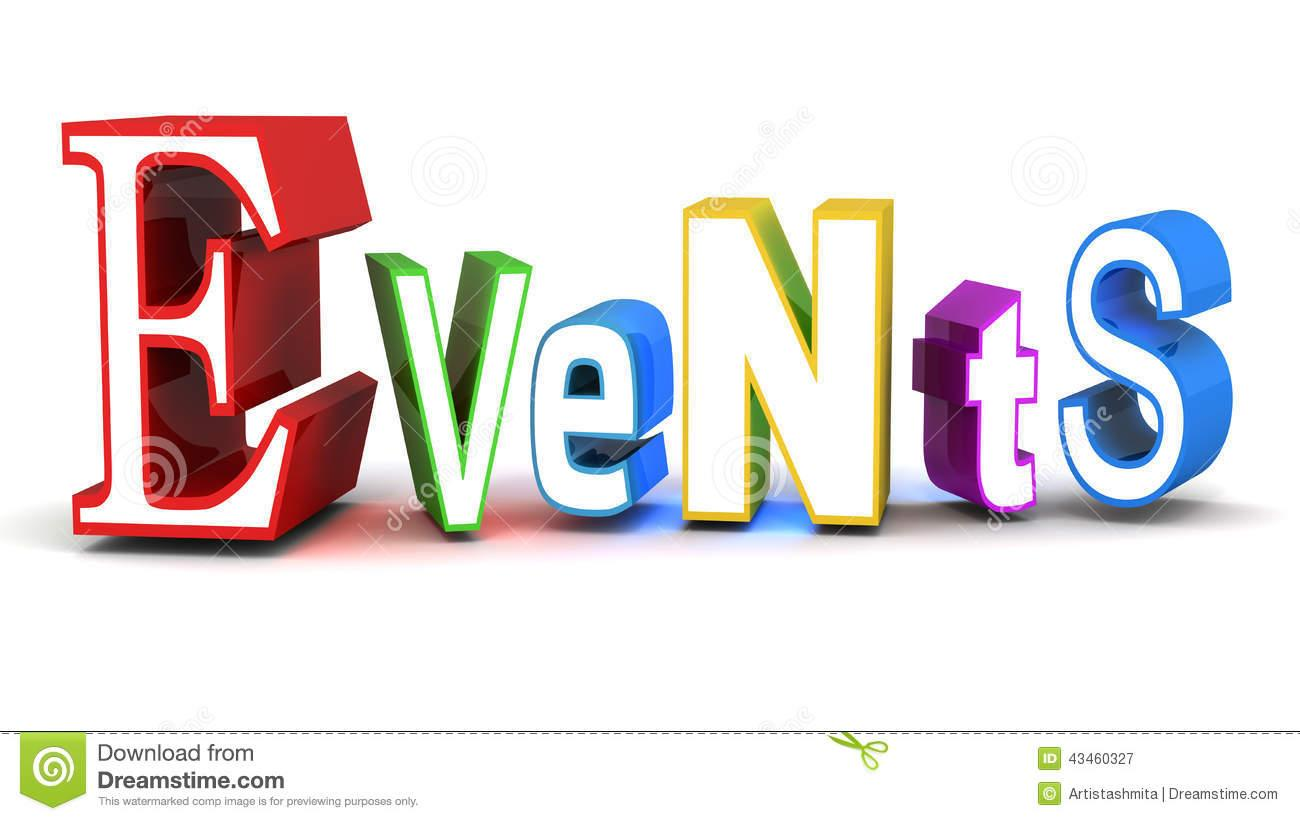 EveNtS
Download from
Dreamstime.com
This watermarked comp image is for previewing purposes only.
ID 43460327
© Artistashmita | Dreamstime.com